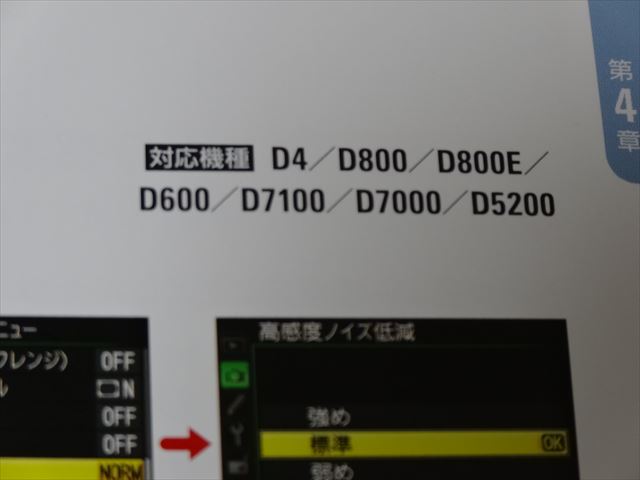 第
4
章
対応機種 D4／D800／D800E／
D600／D7100／D7000／D5200
ニュー
フレンジ) OFF
ル N
OFF
OFF
NORM
高感度ノイズ低減
強め
標準 OK
弱め